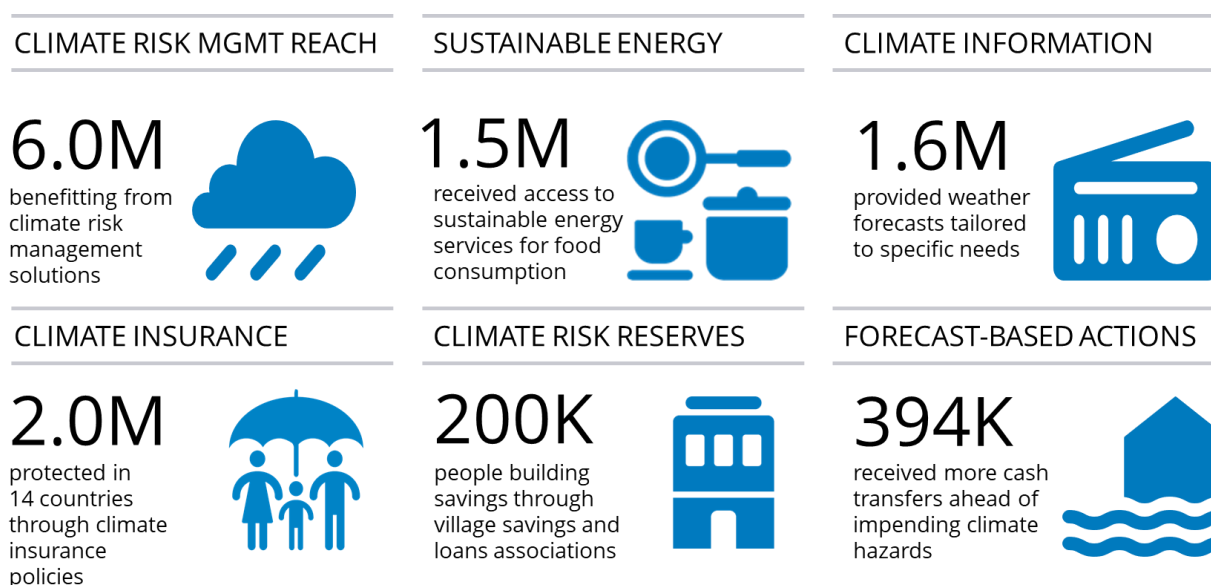 CLIMATE RISK MGMT REACH
6.0M
benefitting from
climate risk
management
solutions
SUSTAINABLE ENERGY
1.5M
received access to
sustainable energy
services for food
consumption
CLIMATE INFORMATION
1.6M
provided weather
forecasts tailored
to specific needs
CLIMATE INSURANCE
2.0M
protected in
14 countries
through climate
insurance
policies
CLIMATE RISK RESERVES
200K
people building
savings through
village savings and
loans associations
FORECAST-BASED ACTIONS
394K
received more cash
transfers ahead of
impending climate
hazards